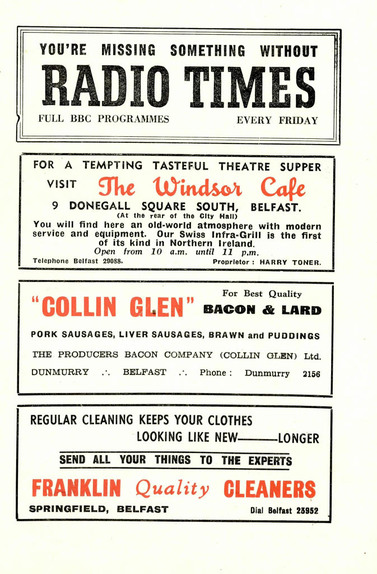 YOU'RE MISSING SOMETHING WITHOUT
RADIO TIMES
FULL BBC PROGRAMMES EVERY FRIDAY
FOR A TEMPTING TASTEFUL THEATRE SUPPER
VISIT The Windsor Cafe
9 DONEGALL SQUARE SOUTH, BELFAST.
(At the rear of the City Hall)
You will find here an old-world atmosphere with modern
service and equipment. Our Swiss Infra-Grill is the first
of its kind in Northern Ireland.
Open from 10 a.m. until 11 p.m.
Telephone Belfast 29088. Proprietor : HARRY TONER.
"COLLIN GLEN" For Best Quality
BACON & LARD
PORK SAUSAGES, LIVER SAUSAGES, BRAWN and PUDDINGS
THE PRODUCERS BACON COMPANY (COLLIN GLEN) Ltd.
DUNMURRY .·. BELFAST .·. Phone : Dunmurry 2156
REGULAR CLEANING KEEPS YOUR CLOTHES
LOOKING LIKE NEW——LONGER
SEND ALL YOUR THINGS TO THE EXPERTS
FRANKLIN Quality CLEANERS
SPRINGFIELD, BELFAST Dial Belfast 23952